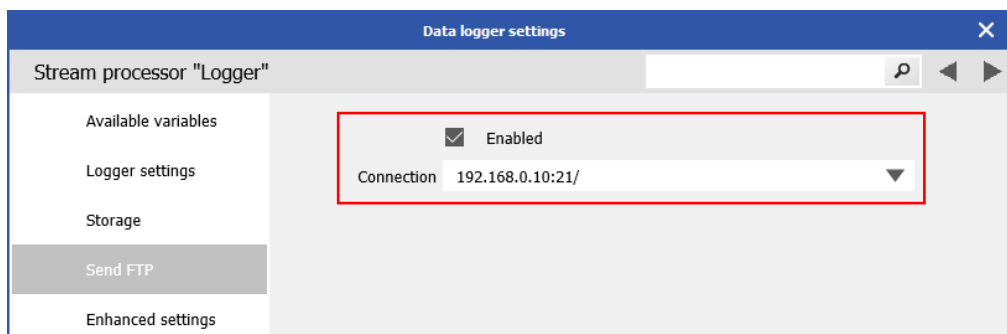 Data logger settings
Stream processor "Logger"
Available variables
Enabled
Logger settings
Connection 192.168.0.10:21/
Storage
Send FTP
Enhanced settings